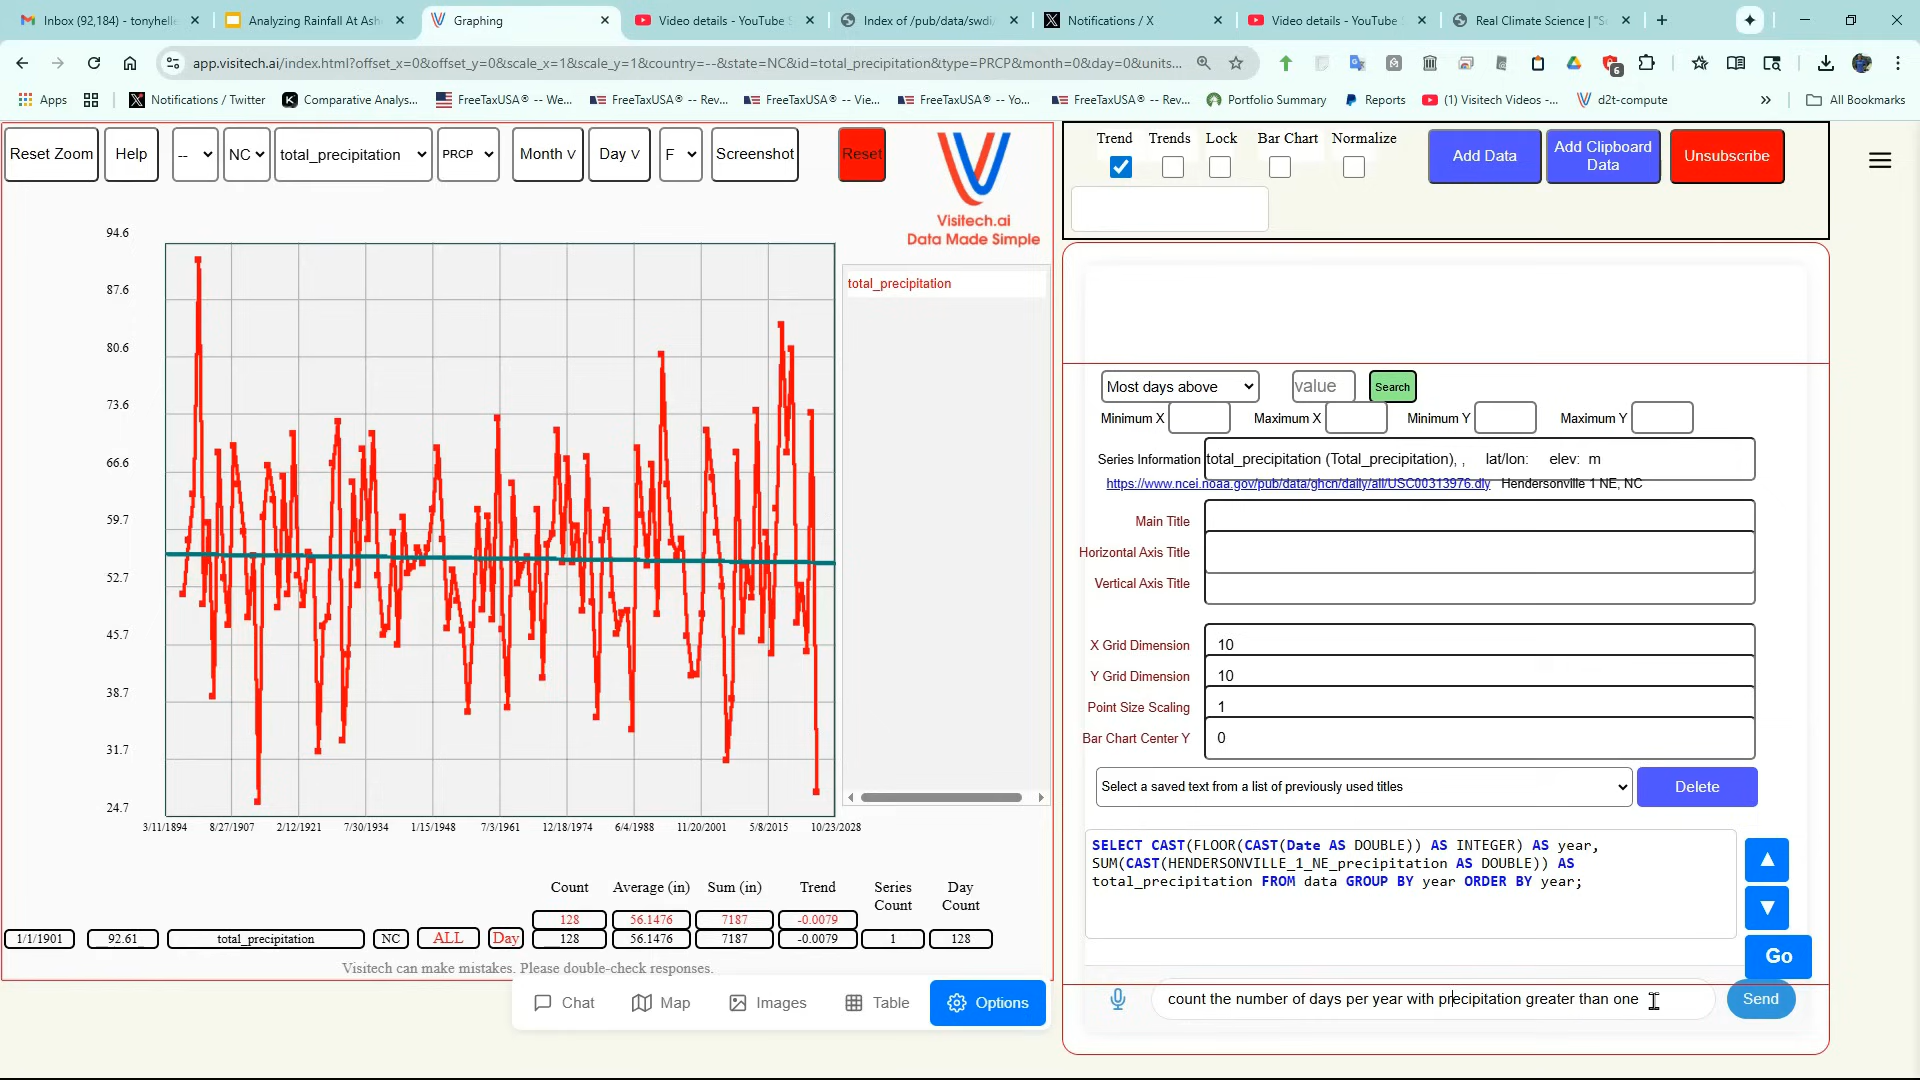 Inbox (92,184) - tonyhelle
Analyzing Rainfall At Ash
Graphing
Video details - YouTube S
Index of /pub/data/swdi/
Notifications / X
Video details - YouTube S
Real Climate Science | "S
app.visitech.ai/index.html?offset_x=0&offset_y=0&scale_x=1&scale_y=1&country=--&state=NC&id=total_precipitation&type=PRCP&month=0&day=0&units...
6
Apps
Notifications / Twitter
Comparative Analys...
FreeTaxUSA® -- We...
FreeTaxUSA® -- Rev...
FreeTaxUSA® -- Vie...
FreeTaxUSA® -- Yo...
FreeTaxUSA® -- Rev...
Portfolio Summary
Reports
(1) Visitech Videos -...
d2t-compute
All Bookmarks
Reset Zoom
Help
--
NC
total_precipitation
PRCP
Month V
Day V
F
Screenshot
Reset
Visitech.ai
Data Made Simple
Trend
Trends
Lock
Bar Chart
Normalize
Add Data
Add Clipboard
Data
Unsubscribe
94.6
87.6
80.6
73.6
66.6
59.7
52.7
45.7
38.7
31.7
24.7
3/11/1894
8/27/1907
2/12/1921
7/30/1934
1/15/1948
7/3/1961
12/18/1974
6/4/1988
11/20/2001
5/8/2015
10/23/2028
total_precipitation
Count
Average (in)
Sum (in)
Trend
Series
Count
Day
Count
128
56.1476
7187
-0.0079
1/1/1901
92.61
total_precipitation
NC
ALL
Day
128
56.1476
7187
-0.0079
1
128
Visitech can make mistakes. Please double-check responses.
Chat
Map
Images
Table
Options
Most days above
value
Search
Minimum X
Maximum X
Minimum Y
Maximum Y
Series Information
total_precipitation (Total_precipitation), , lat/lon: elev: m
https://www.ncei.noaa.gov/pub/data/ghcn/daily/all/USC00313976.dly
Hendersonville 1 NE, NC
Main Title
Horizontal Axis Title
Vertical Axis Title
X Grid Dimension
10
Y Grid Dimension
10
Point Size Scaling
1
Bar Chart Center Y
0
Select a saved text from a list of previously used titles
Delete
SELECT CAST(FLOOR(CAST(Date AS DOUBLE)) AS INTEGER) AS year,
SUM(CAST(HENDERSONVILLE_1_NE_precipitation AS DOUBLE)) AS
total_precipitation FROM data GROUP BY year ORDER BY year;
Go
count the number of days per year with precipitation greater than one
Send